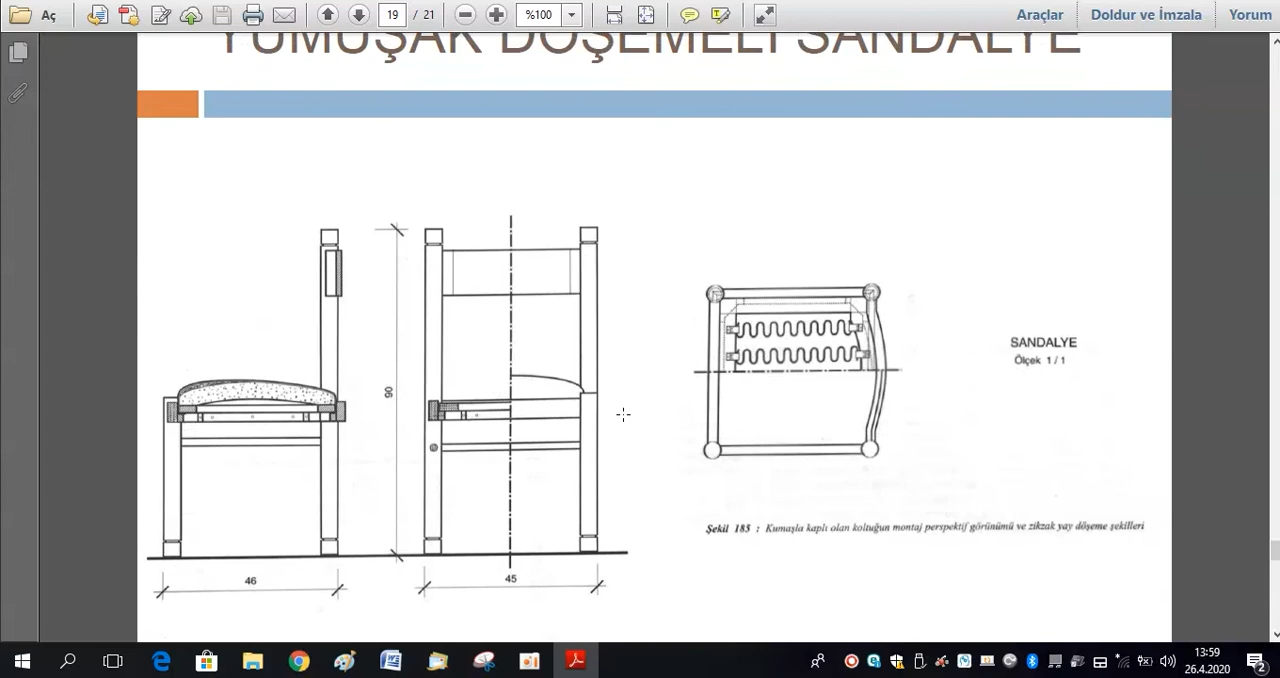 Aç
19 / 21
%100
Araçlar
Doldur ve İmzala
Yorum
YUMUŞAK DÖŞEMELİ SANDALYE
90
46
45
SANDALYE
Ölçek 1 / 1
Şekil 185 : Kumaşla kaplı olan koltuğun montaj perspektif görünümü ve zikzak yay döşeme şekilleri
13:59
26.4.2020
2